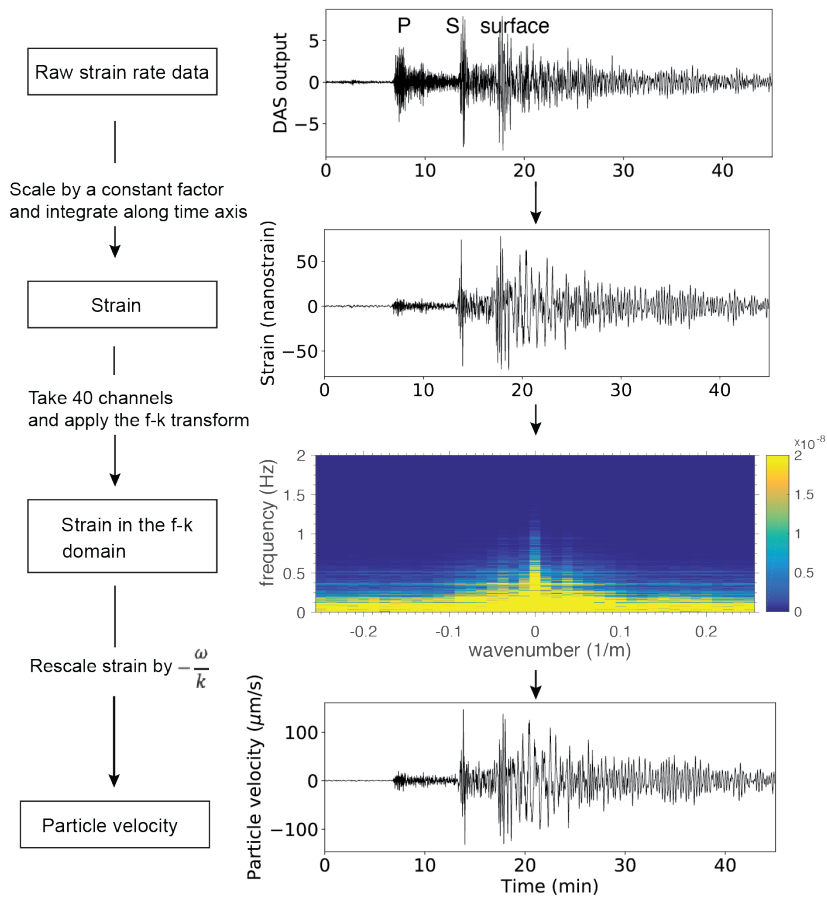 Raw strain rate data
Scale by a constant factor
and integrate along time axis
Strain
Take 40 channels
and apply the f-k transform
Strain in the f-k
domain
Rescale strain by −ω/k
Particle velocity
P S surface
DAS output
5
0
−5
0 10 20 30 40
Strain (nanostrain)
50
0
−50
0 10 20 30 40
frequency (Hz)
2
1.5
1
0.5
0
-0.2 -0.1 0 0.1 0.2
wavenumber (1/m)
×10⁻⁸
2
1.5
1
0.5
0
Particle velocity (μm/s)
100
0
−100
0 10 20 30 40
Time (min)